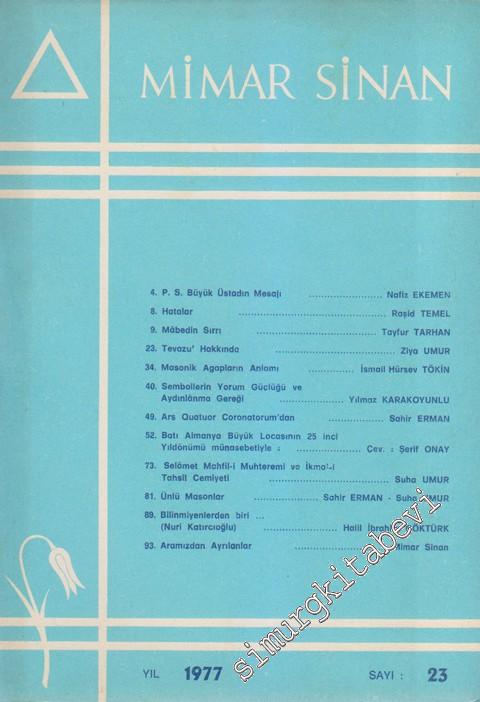 MİMAR SİNAN
4. P. S. Büyük Üstadın Mesajı .................... Nafiz EKEMEN
8. Hatalar .................... Raşid TEMEL
9. Mâbedin Sırrı .................... Tayfur TARHAN
23. Tevazu' Hakkında .................... Ziya UMUR
34. Masonik Agapların Anlamı .................... İsmail Hürsev TÖKİN
40. Sembollerin Yorum Güçlüğü ve
Aydınlânma Gereği .................... Yılmaz KARAKOYUNLU
49. Ars Quatuor Coronatorum'dan .................... Sahir ERMAN
52. Batı Almanya Büyük Locasının 25 inci
Yıldönümü münasebetiyle : .................... Çev. : Şerif ONAY
73. Selâmet Mahfil-i Muhteremi ve İkmal-i
Tahsil Cemiyeti .................... Suha UMUR
81. Ünlü Masonlar .................... Sahir ERMAN - Suha UMUR
89. Bilinmiyenlerden biri ...
(Nuri Katırcıoğlu) .................... Halil İbrahim GÖKTÜRK
93. Aramızdan Ayrılanlar .................... Mimar Sinan
YIL 1977 SAYI : 23
simurgkitabevi.com